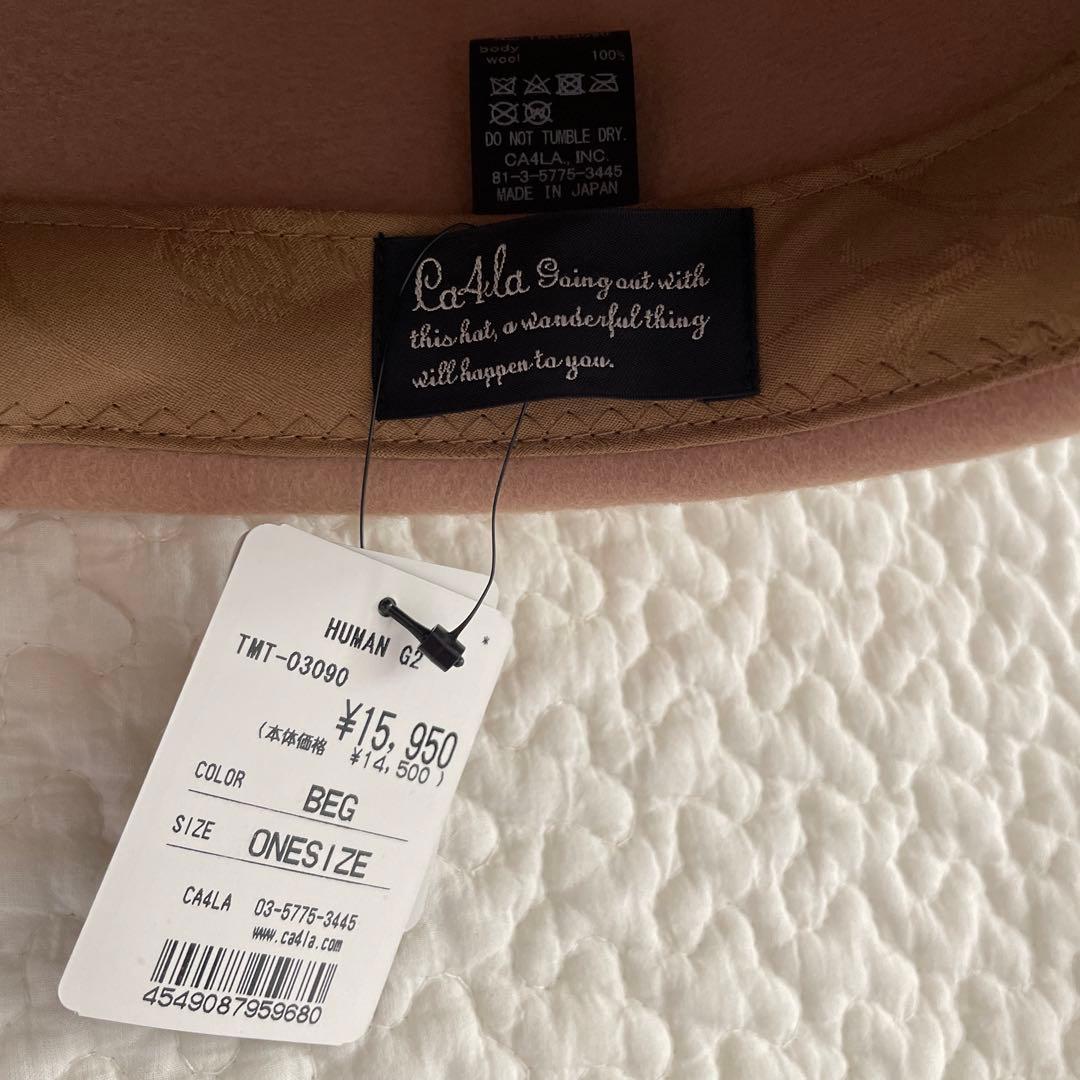 body
wool 100%
DO NOT TUMBLE DRY.
CA4LA., INC.
81-3-5775-3445
MADE IN JAPAN
Ca4la Going out with
this hat, a wanderful thing
will happen to you.
HUMAN G2 *
TMT-03090
¥15,950
(本体価格 ¥14,500)
COLOR BEG
SIZE ONESIZE
CA4LA 03-5775-3445
www.ca4la.com
4549087959680